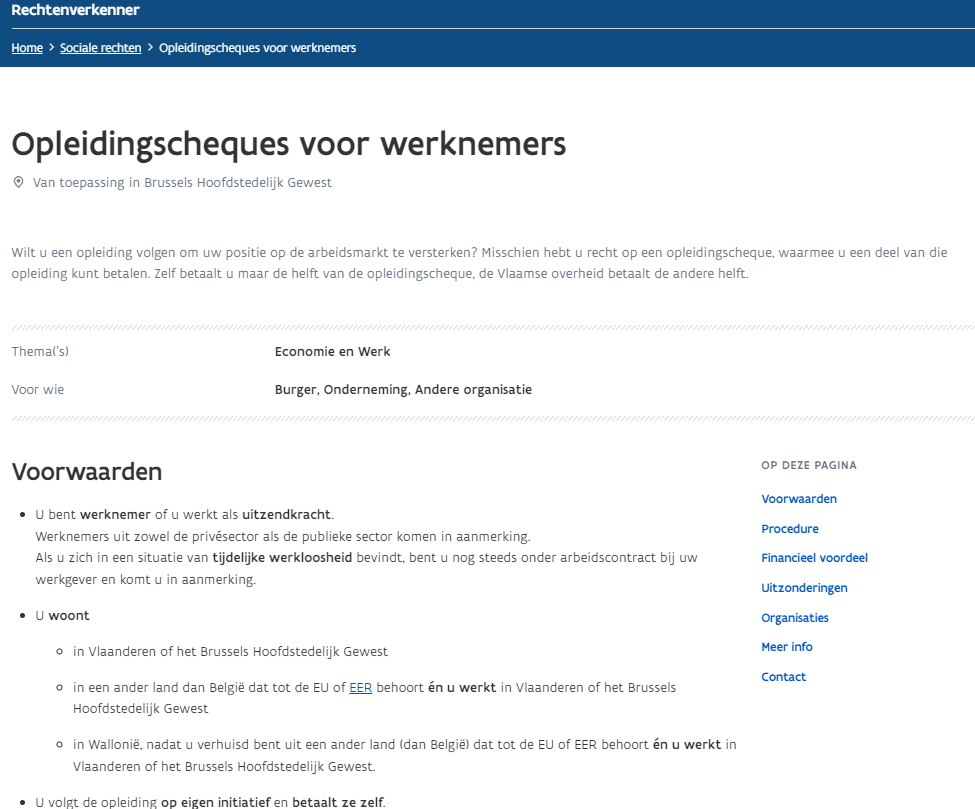 Rechtenverkenner
Home > Sociale rechten > Opleidingscheques voor werknemers
Opleidingscheques voor werknemers
Van toepassing in Brussels Hoofdstedelijk Gewest
Wilt u een opleiding volgen om uw positie op de arbeidsmarkt te versterken? Misschien hebt u recht op een opleidingscheque, waarmee u een deel van die
opleiding kunt betalen. Zelf betaalt u maar de helft van de opleidingscheque, de Vlaamse overheid betaalt de andere helft.
Thema('s) Economie en Werk
Voor wie Burger, Onderneming, Andere organisatie
Voorwaarden
• U bent werknemer of u werkt als uitzendkracht.
Werknemers uit zowel de privésector als de publieke sector komen in aanmerking.
Als u zich in een situatie van tijdelijke werkloosheid bevindt, bent u nog steeds onder arbeidscontract bij uw
werkgever en komt u in aanmerking.
• U woont
◦ in Vlaanderen of het Brussels Hoofdstedelijk Gewest
◦ in een ander land dan België dat tot de EU of EER behoort én u werkt in Vlaanderen of het Brussels
Hoofdstedelijk Gewest
◦ in Wallonië, nadat u verhuisd bent uit een ander land (dan België) dat tot de EU of EER behoort én u werkt in
Vlaanderen of het Brussels Hoofdstedelijk Gewest.
• U volgt de opleiding op eigen initiatief en betaalt ze zelf.
OP DEZE PAGINA
Voorwaarden
Procedure
Financieel voordeel
Uitzonderingen
Organisaties
Meer info
Contact